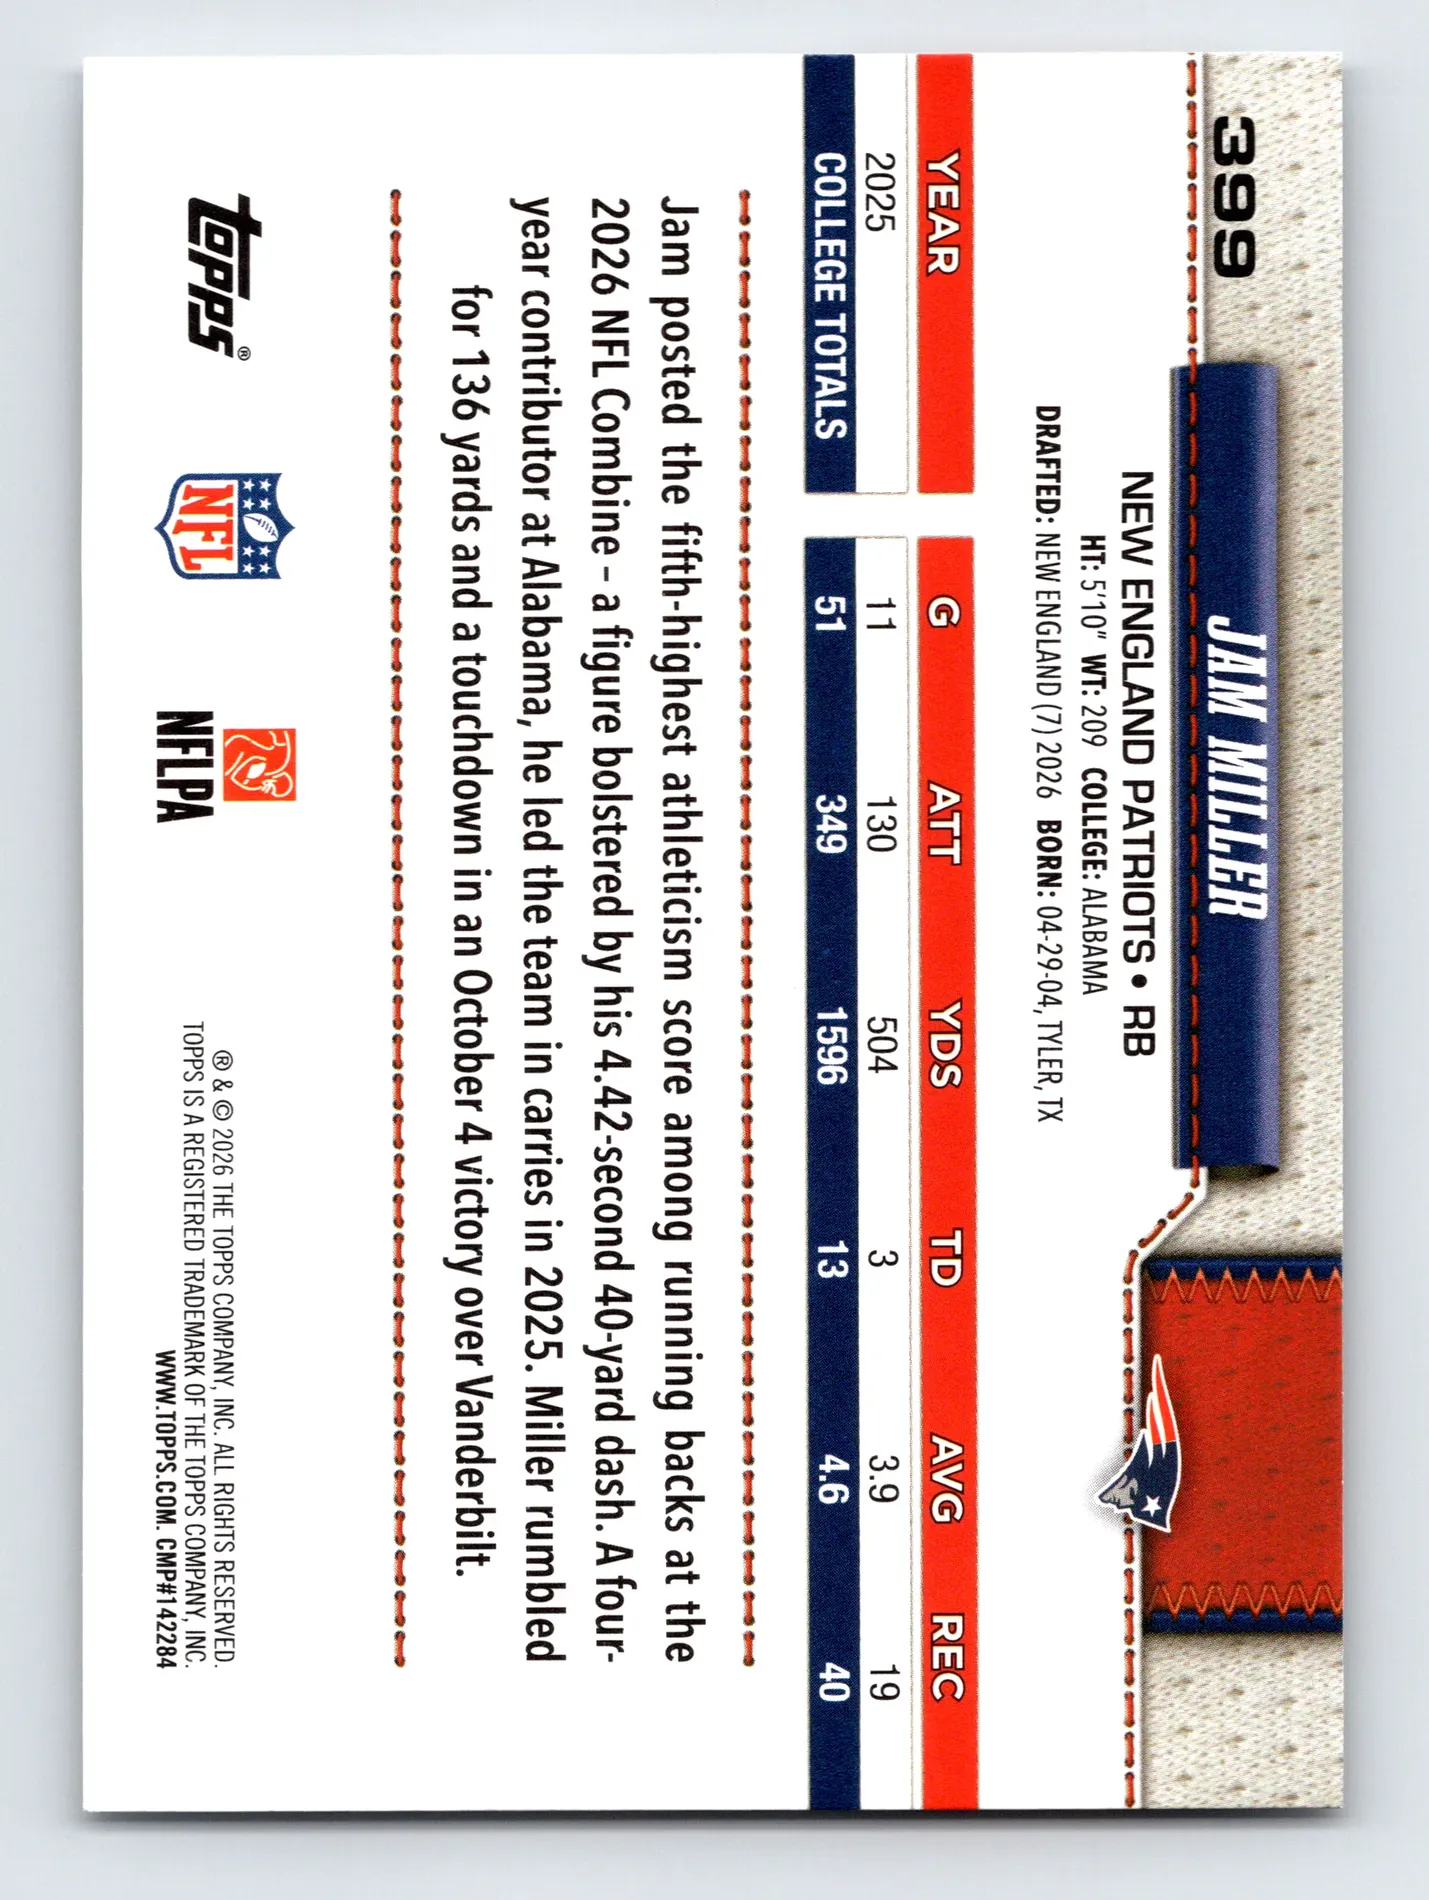 399
JAM MILLER
NEW ENGLAND PATRIOTS • RB
HT: 5'10" WT: 209 COLLEGE: ALABAMA
DRAFTED: NEW ENGLAND (7) 2026 BORN: 04-29-04, TYLER, TX
YEAR G ATT YDS TD AVG REC
2025 11 130 504 3 3.9 19
COLLEGE TOTALS 51 349 1596 13 4.6 40
Jam posted the fifth-highest athleticism score among running backs at the
2026 NFL Combine – a figure bolstered by his 4.42-second 40-yard dash. A four-
year contributor at Alabama, he led the team in carries in 2025. Miller rumbled
for 136 yards and a touchdown in an October 4 victory over Vanderbilt.
topps®
NFL
NFLPA
® & © 2026 THE TOPPS COMPANY, INC. ALL RIGHTS RESERVED.
TOPPS IS A REGISTERED TRADEMARK OF THE TOPPS COMPANY, INC.
WWW.TOPPS.COM. CMP#142284